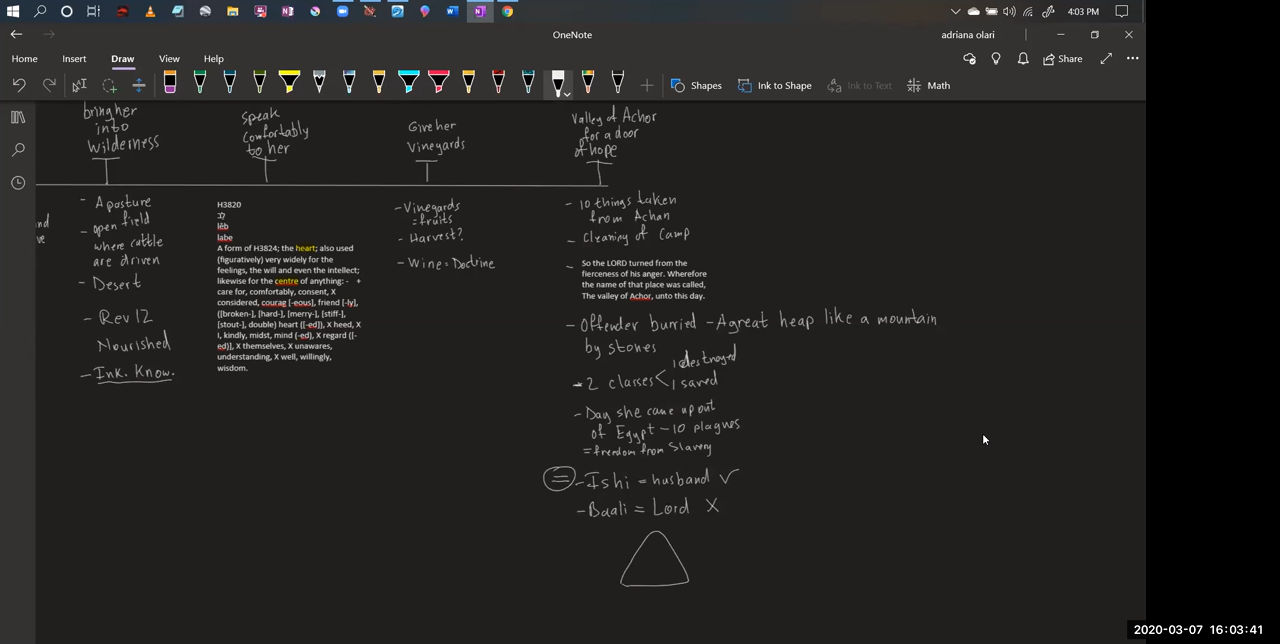 4:03 PM
OneNote
adriana olari
Home Insert Draw View Help
Share
Shapes Ink to Shape Ink to Text Math
bring her
into
Wilderness
Speak
Comfortably
to her
Give her
Vineyards
Valley of Achor
for a door
of hope
- A pasture
- open field
where cattle
are driven
- Desert
- Rev 12
Nourished
- Ink. Know.
H3820
לב
lêb
labe
A form of H3824; the heart; also used
(figuratively) very widely for the
feelings, the will and even the intellect;
likewise for the centre of anything: - +
care for, comfortably, consent, X
considered, courag [-eous], friend [-ly],
([broken-], [hard-], [merry-], [stiff-],
[stout-], double) heart ([-ed]), X heed, X
I, kindly, midst, mind (-ed), X regard ([-
ed)], X themselves, X unawares,
understanding, X well, willingly,
wisdom.
- Vinegards
= fruits
- Harvest?
- Wine = Doctrine
- 10 things taken
from Achan
- Cleaning of Camp
- So the LORD turned from the
fierceness of his anger. Wherefore
the name of that place was called,
The valley of Achor, unto this day.
- Offender burried - A great heap like a mountain
by stones
- 2 classes < 1 destroyed
1 saved
- Day she came up out
of Egypt - 10 plagues
= freedom from Slavery
= - Ishi = husband ✓
- Baali = Lord X
2020-03-07 16:03:41